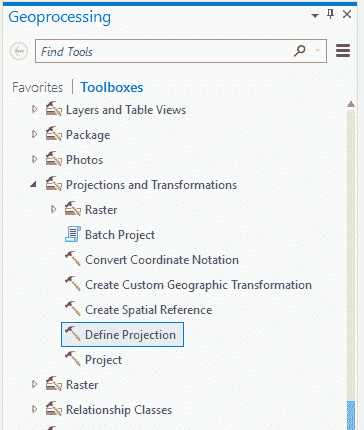 Geoprocessing
Find Tools
Favorites | Toolboxes
Layers and Table Views
Package
Photos
Projections and Transformations
Raster
Batch Project
Convert Coordinate Notation
Create Custom Geographic Transformation
Create Spatial Reference
Define Projection
Project
Raster
Relationship Classes